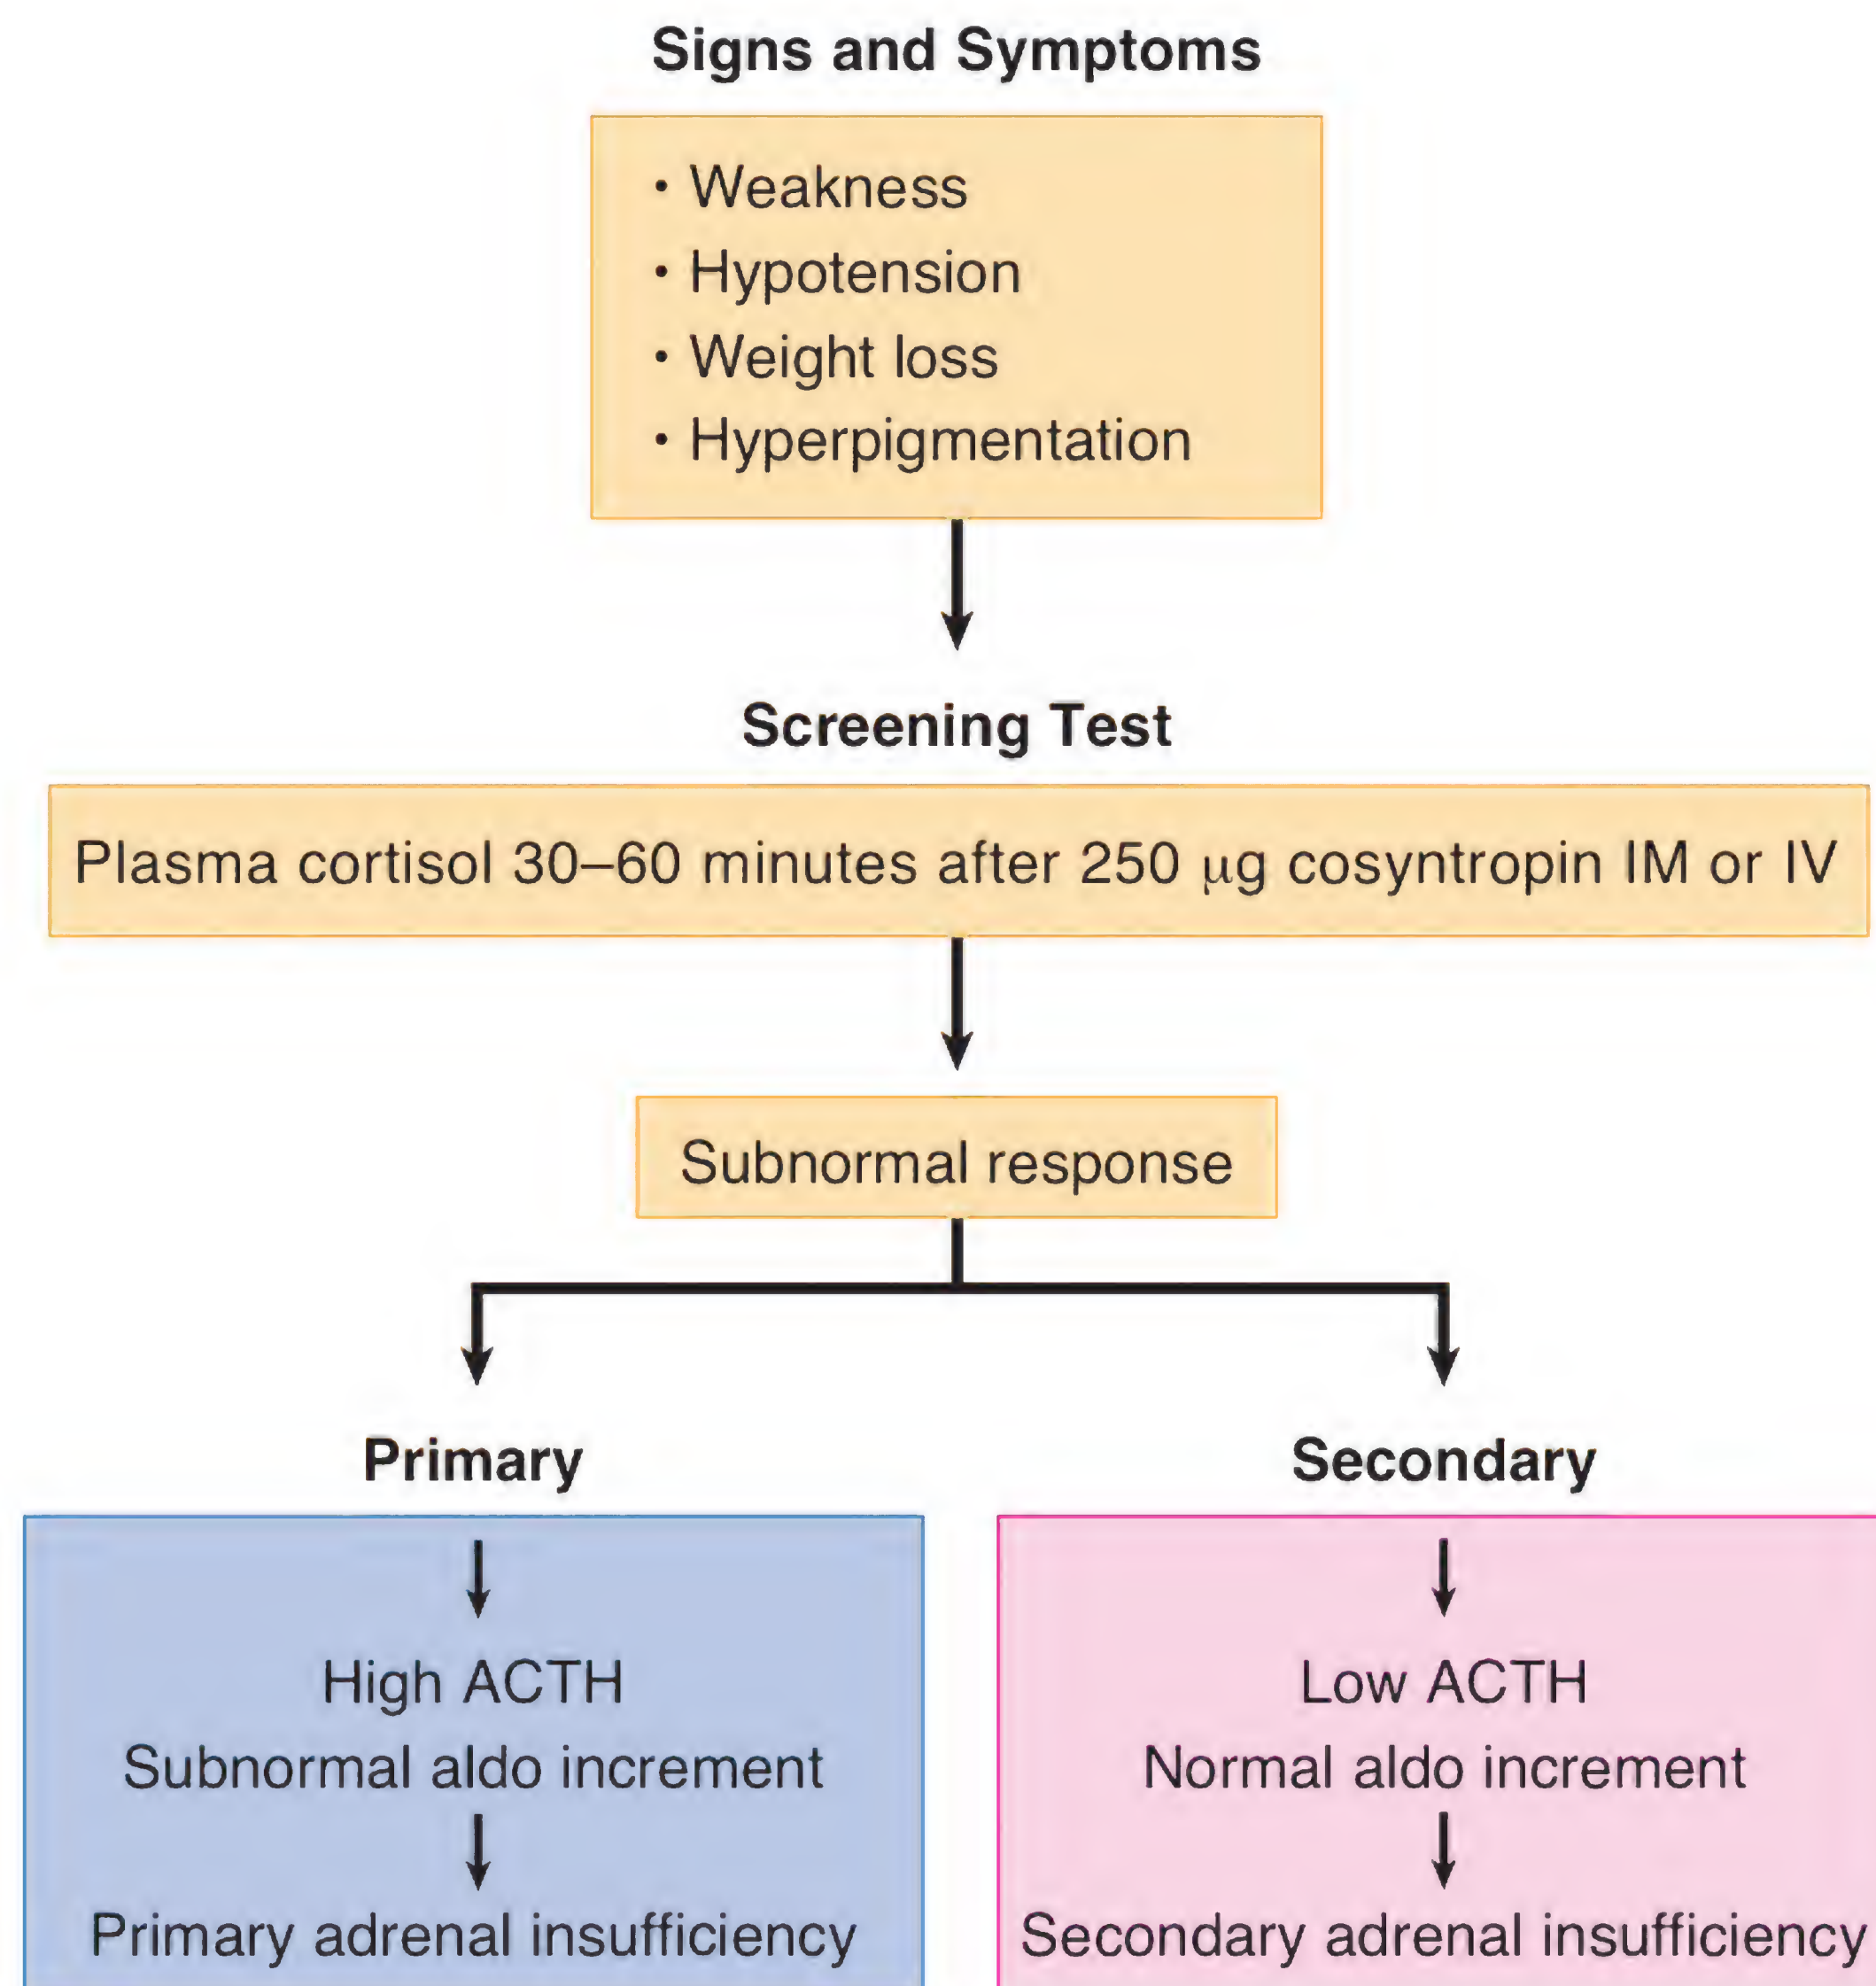 Signs and Symptoms
• Weakness
• Hypotension
• Weight loss
• Hyperpigmentation
Screening Test
Plasma cortisol 30–60 minutes after 250 μg cosyntropin IM or IV
Subnormal response
Primary
High ACTH
Subnormal aldo increment
Primary adrenal insufficiency
Secondary
Low ACTH
Normal aldo increment
Secondary adrenal insufficiency